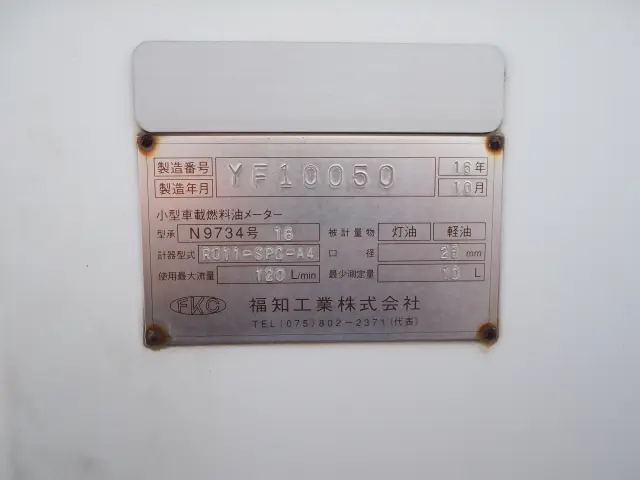 製造番号 YF10050 16年
製造年月 10月
小型車載燃料油メーター
型承 N9734号 16 被計量物 灯油 軽油
計器型式 RO11-SPC-A4 口径 25 mm
使用最大流量 120 L/min 最少測定量 10 L
FKC 福知工業株式会社
TEL(075)802-2371(代表)